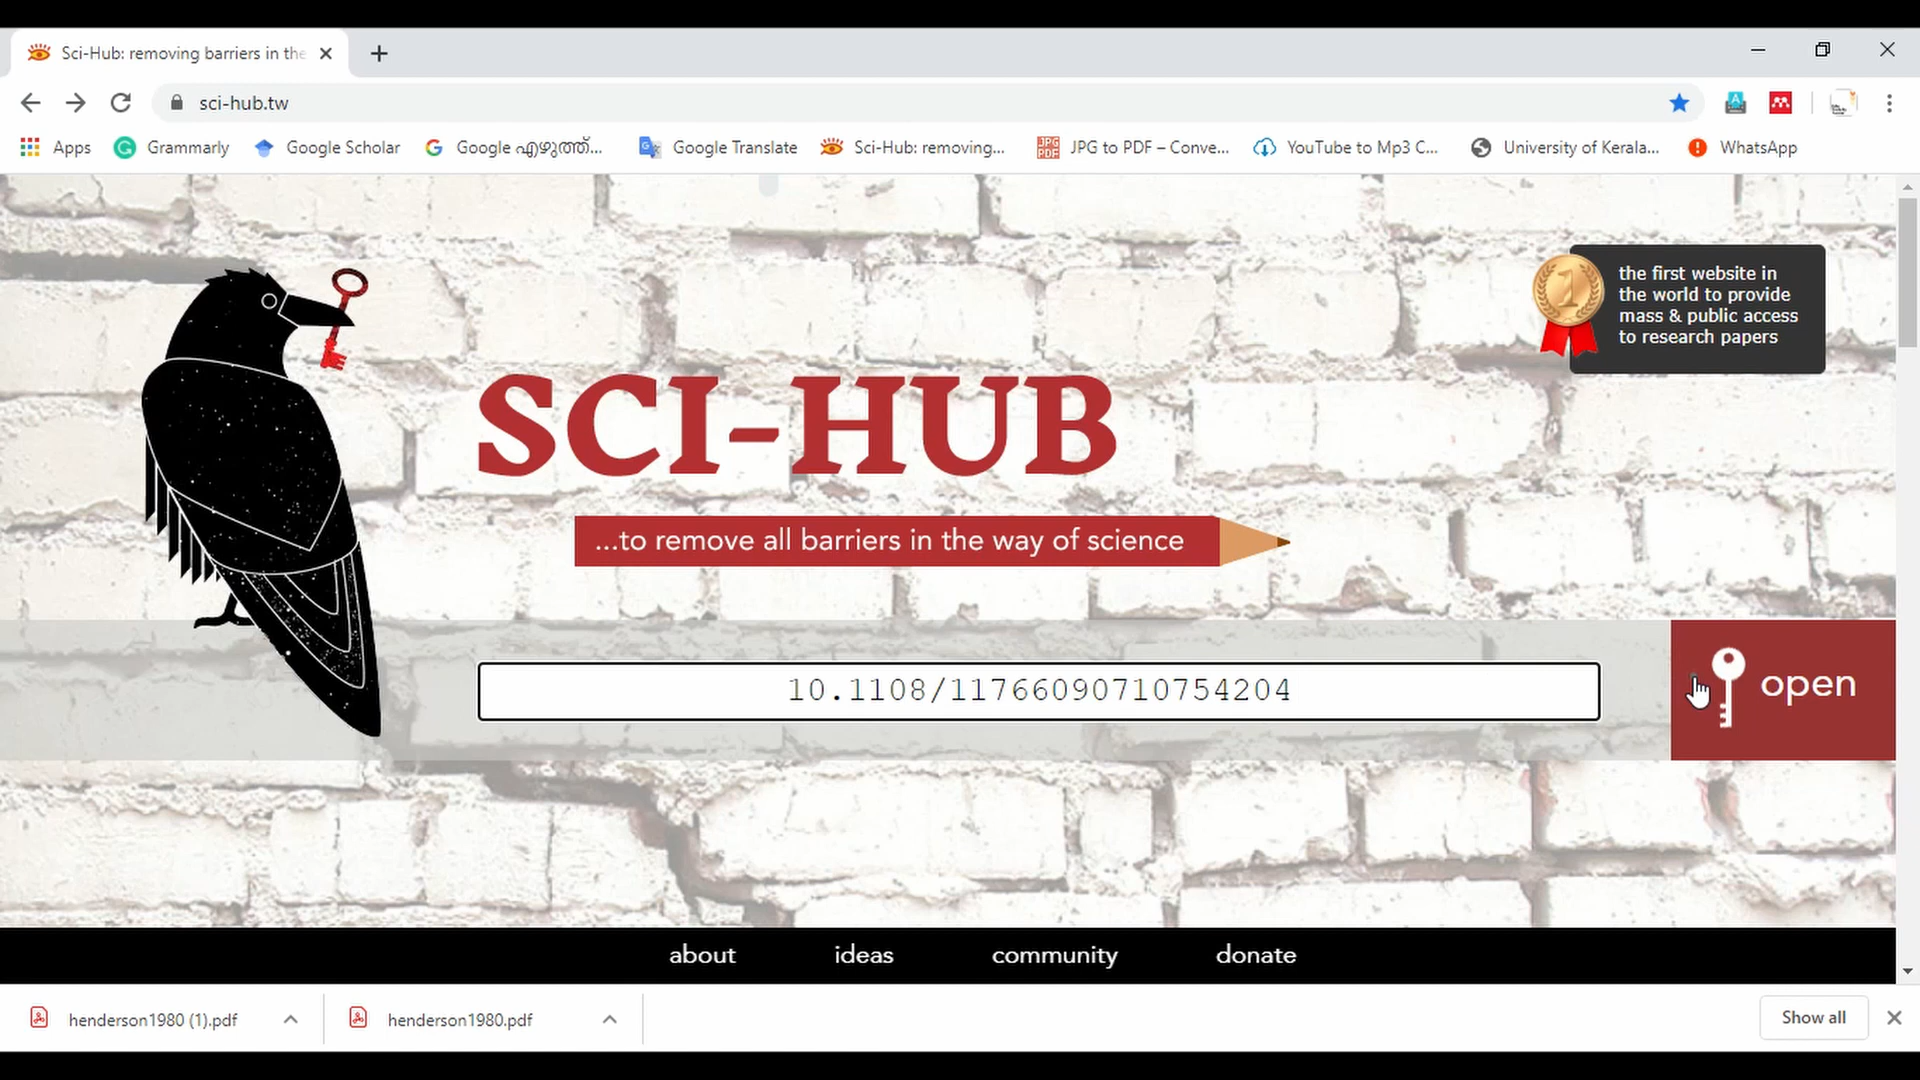 Sci-Hub: removing barriers in the
sci-hub.tw
Apps
Grammarly
Google Scholar
Google എഴുത്ത്...
Google Translate
Sci-Hub: removing...
JPG to PDF – Conve...
YouTube to Mp3 C...
University of Kerala...
WhatsApp
the first website in
the world to provide
mass & public access
to research papers
SCI-HUB
...to remove all barriers in the way of science
10.1108/11766090710754204
open
about
ideas
community
donate
henderson1980 (1).pdf
henderson1980.pdf
Show all